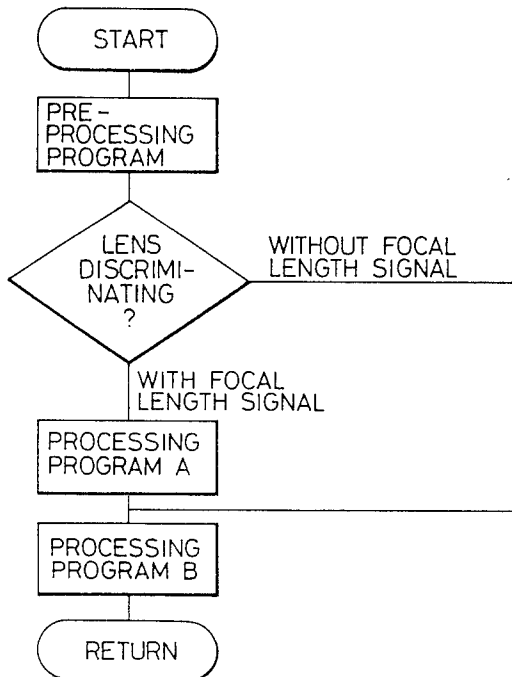 START
PRE-
PROCESSING
PROGRAM
LENS
DISCRIMI-
NATING
?
WITHOUT FOCAL
LENGTH SIGNAL
WITH FOCAL
LENGTH SIGNAL
PROCESSING
PROGRAM A
PROCESSING
PROGRAM B
RETURN